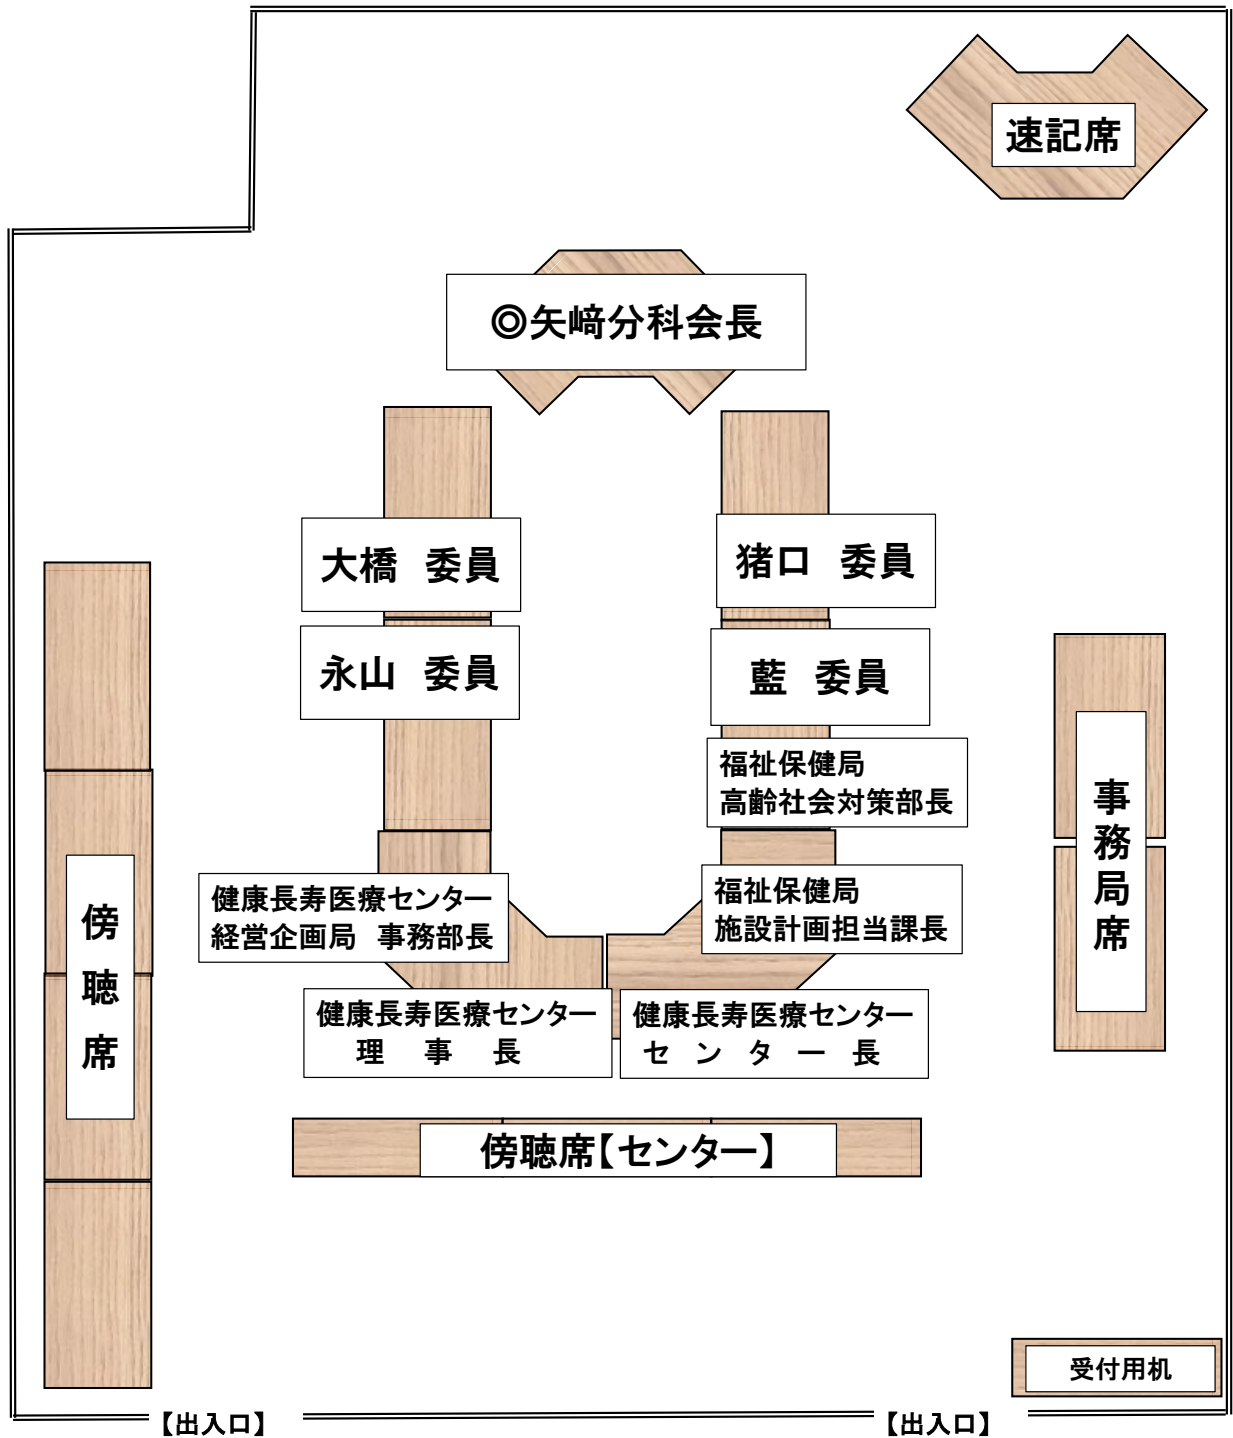 速記席
◎矢﨑分科会長
大橋　委員
猪口　委員
永山　委員
藍　委員
福祉保健局
高齢社会対策部長
事務局席
傍聴席
健康長寿医療センター
経営企画局　事務部長
福祉保健局
施設計画担当課長
健康長寿医療センター
理　事　長
健康長寿医療センター
セ　ン　タ　ー　長
傍聴席【センター】
受付用机
【出入口】
【出入口】